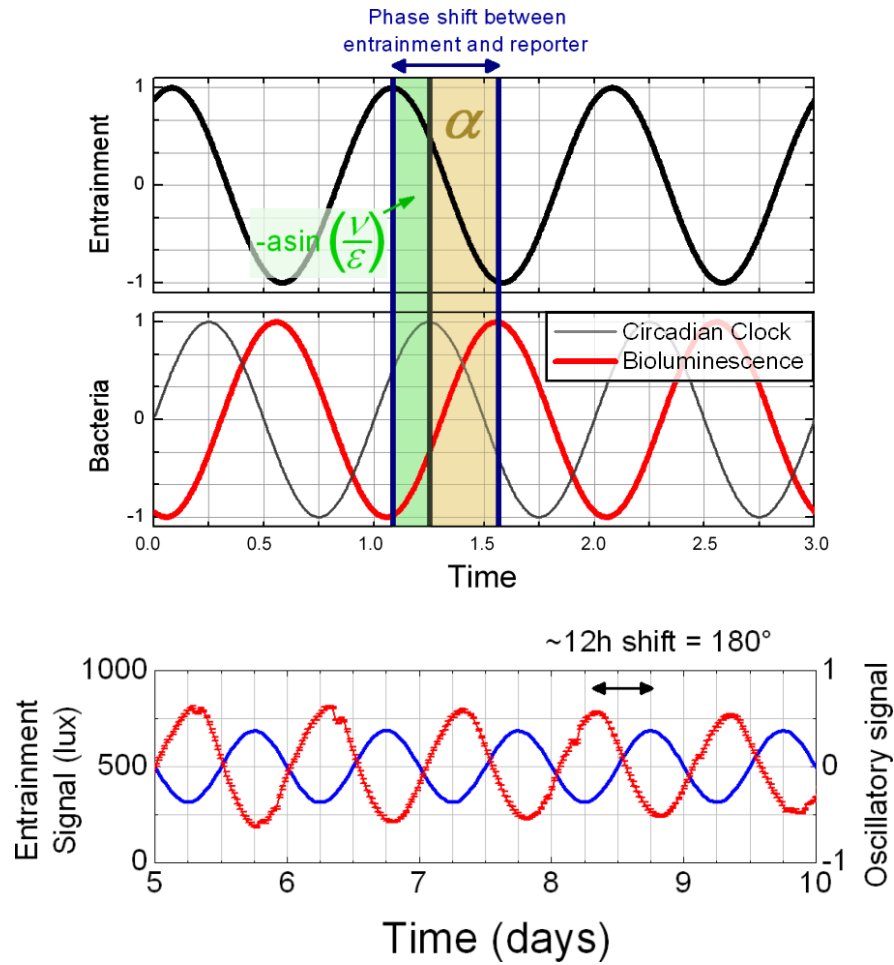 Phase shift between
entrainment and reporter
Entrainment
1
0
-1
α
-asin (ν/ε)
Bacteria
1
0
-1
Circadian Clock
Bioluminescence
0.0 0.5 1.0 1.5 2.0 2.5 3.0
Time
~12h shift = 180°
Entrainment
Signal (lux)
1000
500
0
1
0
-1
Oscillatory signal
5 6 7 8 9 10
Time (days)